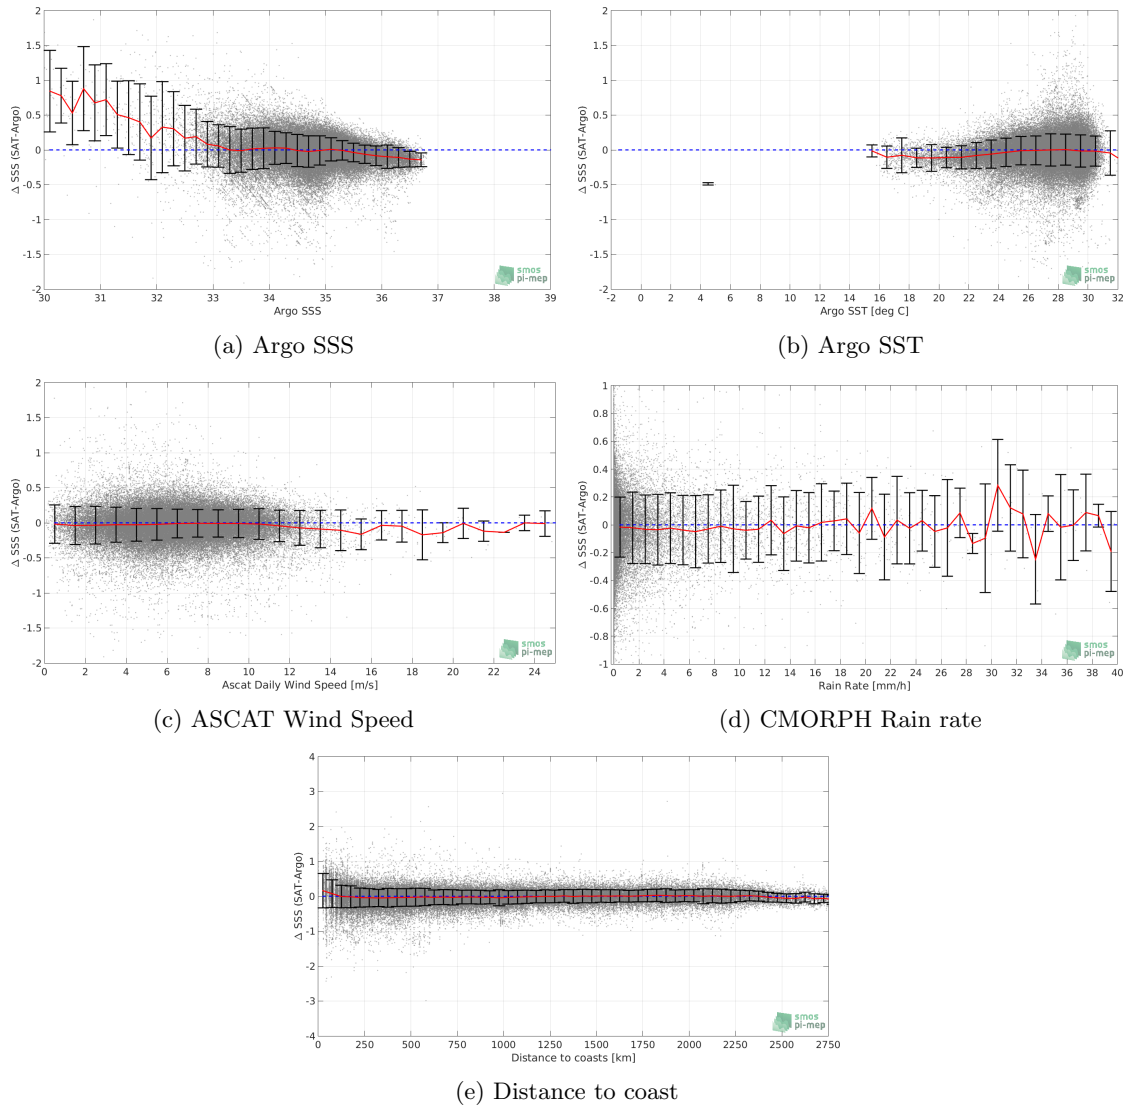 2
1.5
1
0.5
0
-0.5
-1
-1.5
-2
Δ SSS (SAT-Argo)
30 31 32 33 34 35 36 37 38 39
Argo SSS
smos
pi-mep
(a) Argo SSS
2
1.5
1
0.5
0
-0.5
-1
-1.5
-2
Δ SSS (SAT-Argo)
-2 0 2 4 6 8 10 12 14 16 18 20 22 24 26 28 30 32
Argo SST [deg C]
smos
pi-mep
(b) Argo SST
2
1.5
1
0.5
0
-0.5
-1
-1.5
-2
Δ SSS (SAT-Argo)
0 2 4 6 8 10 12 14 16 18 20 22 24
Ascat Daily Wind Speed [m/s]
smos
pi-mep
(c) ASCAT Wind Speed
1
0.8
0.6
0.4
0.2
0
-0.2
-0.4
-0.6
-0.8
-1
Δ SSS (SAT-Argo)
0 2 4 6 8 10 12 14 16 18 20 22 24 26 28 30 32 34 36 38 40
Rain Rate [mm/h]
smos
pi-mep
(d) CMORPH Rain rate
4
3
2
1
0
-1
-2
-3
-4
Δ SSS (SAT-Argo)
0 250 500 750 1000 1250 1500 1750 2000 2250 2500 2750
Distance to coasts [km]
smos
pi-mep
(e) Distance to coast